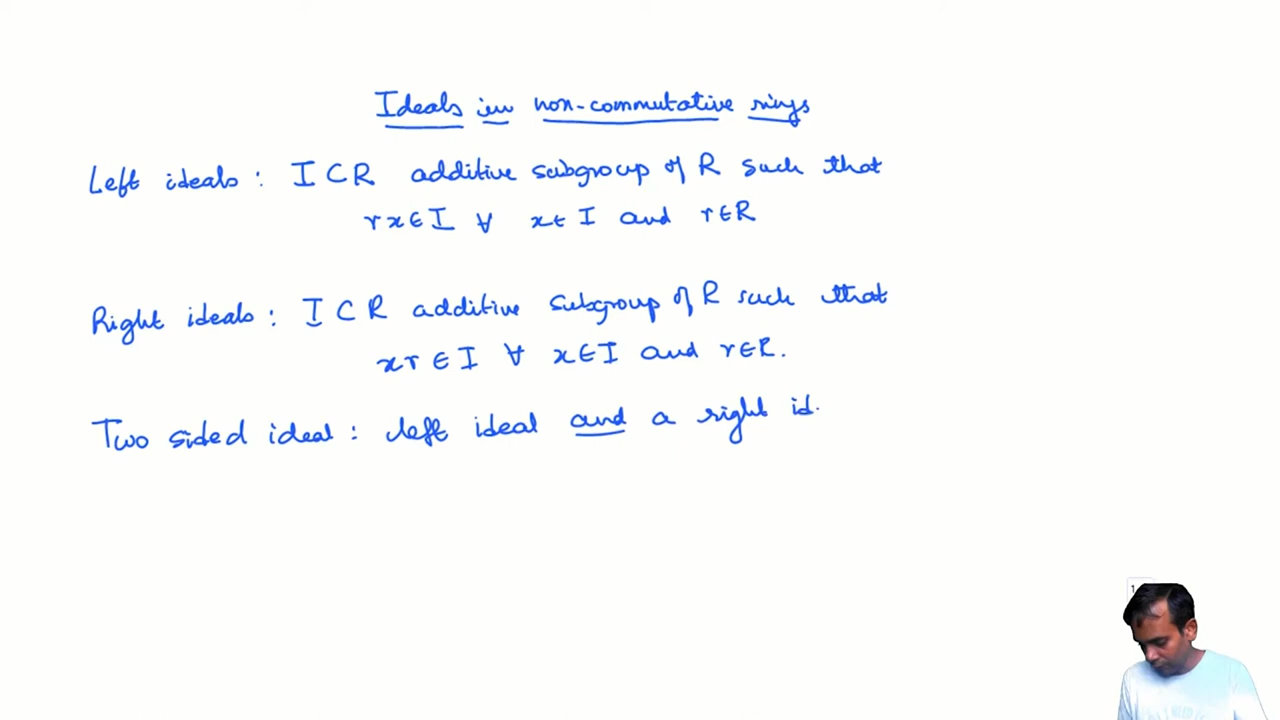 Ideals in non-commutative rings
Left ideals : I ⊂ R additive subgroup of R such that
rx ∈ I ∀ x ∈ I and r ∈ R
Right ideals : I ⊂ R additive subgroup of R such that
xr ∈ I ∀ x ∈ I and r ∈ R.
Two sided ideal : left ideal and a right id
1